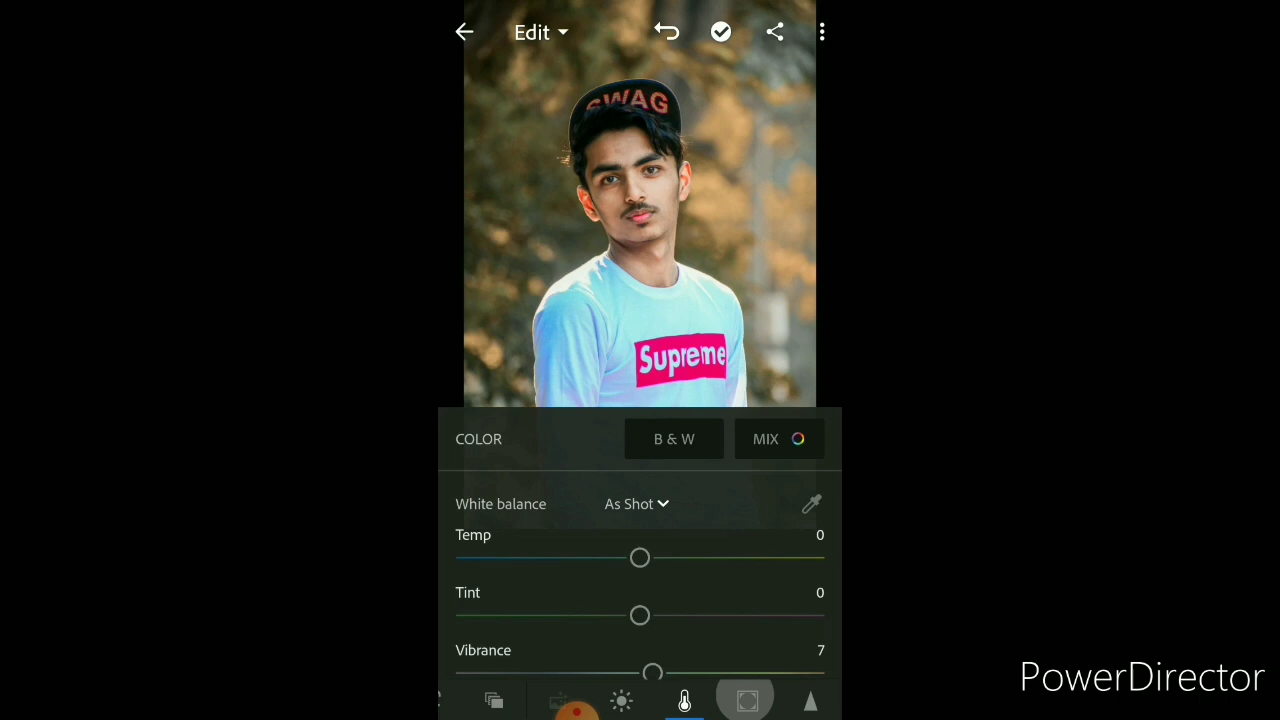 Edit
SWAG
Supreme
COLOR
B & W
MIX
White balance
As Shot
Temp
0
Tint
0
Vibrance
7
PowerDirector